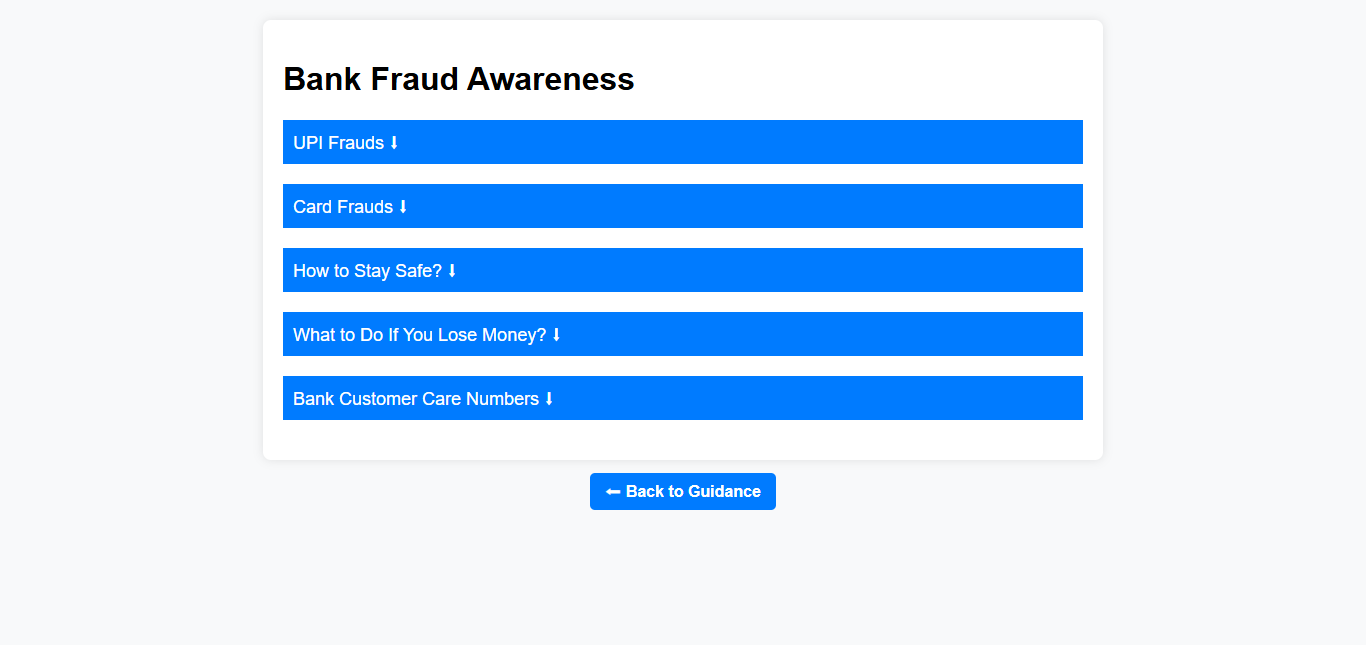 Bank Fraud Awareness
UPI Frauds ⬇
Card Frauds ⬇
How to Stay Safe? ⬇
What to Do If You Lose Money? ⬇
Bank Customer Care Numbers ⬇
⬅ Back to Guidance